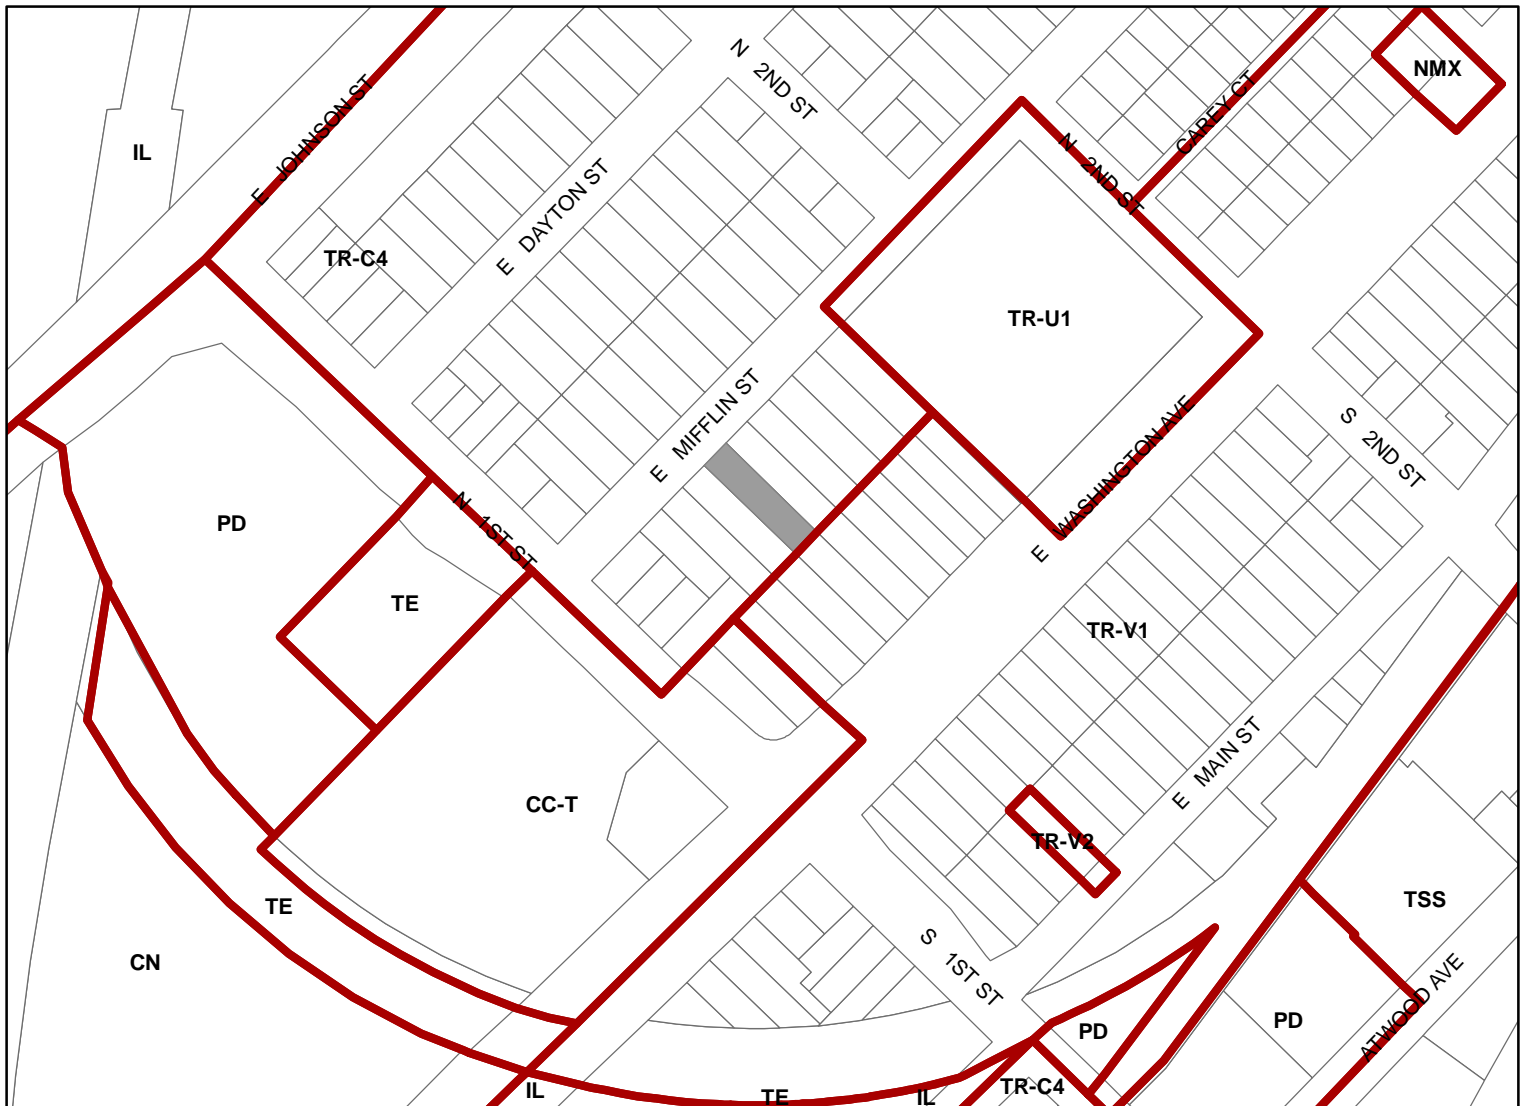 NMX
N 2ND ST
E JOHNSON ST
CAREY CT
IL
N 2ND ST
E DAYTON ST
TR-C4
TR-U1
E MIFFLIN ST
E WASHINGTON AVE
S 2ND ST
PD
N 1ST ST
TE
TR-V1
E MAIN ST
CC-T
TR-V2
TSS
TE
CN
S 1ST ST
ATWOOD AVE
PD
PD
TR-C4
IL
TE
IL